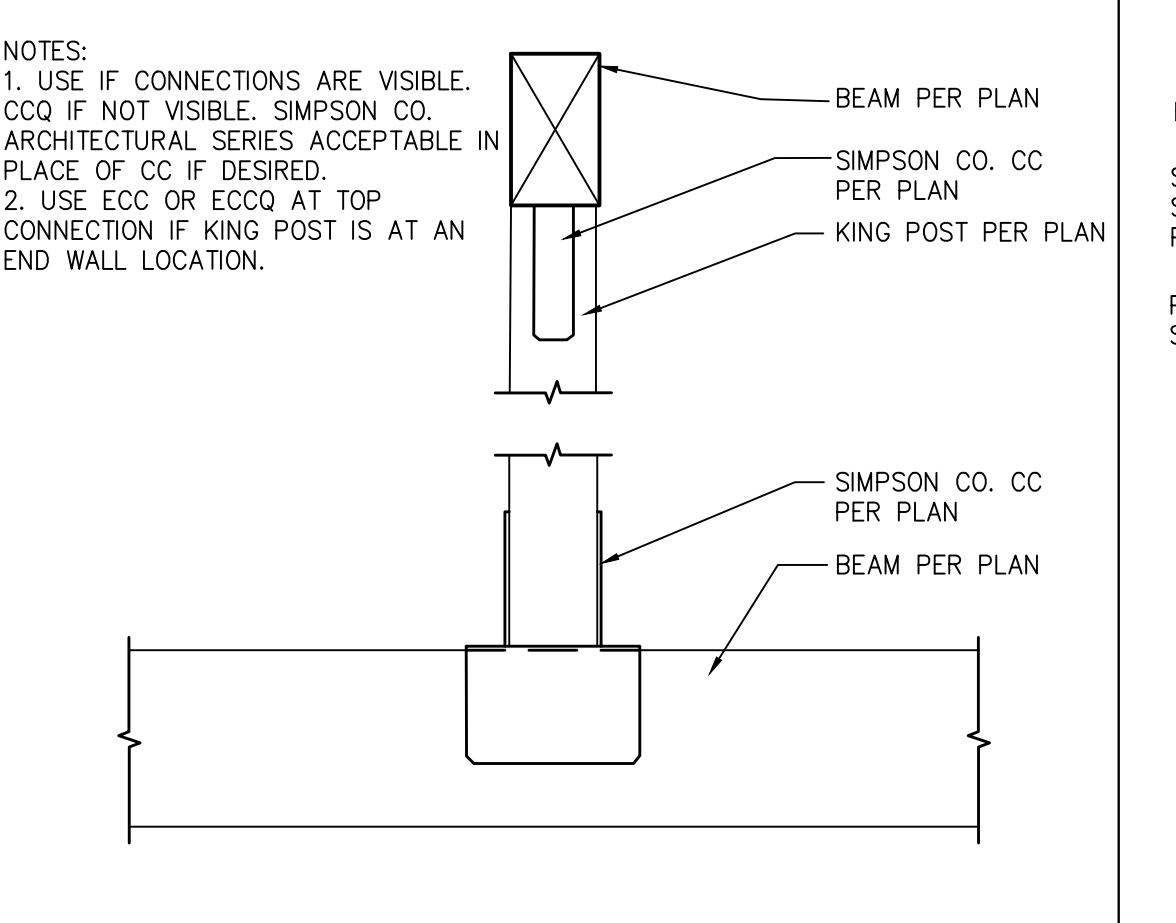 NOTES:
1. USE IF CONNECTIONS ARE VISIBLE.
CCQ IF NOT VISIBLE. SIMPSON CO.
ARCHITECTURAL SERIES ACCEPTABLE IN
PLACE OF CC IF DESIRED.
2. USE ECC OR ECCQ AT TOP
CONNECTION IF KING POST IS AT AN
END WALL LOCATION.
BEAM PER PLAN
SIMPSON CO. CC
PER PLAN
KING POST PER PLAN
SIMPSON CO. CC
PER PLAN
BEAM PER PLAN